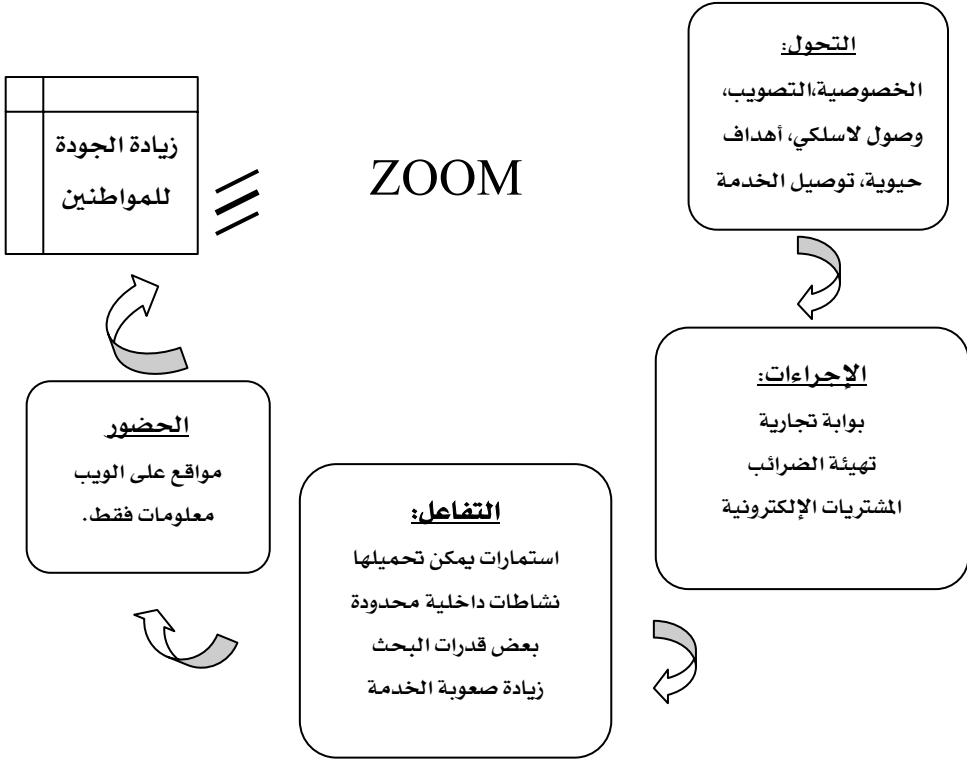 التحول:
الخصوصية،التصويب،
وصول لاسلكي، أهداف
حيوية، توصيل الخدمة
ZOOM
زيادة الجودة
للمواطنين
الإجراءات:
بوابة تجارية
تهيئة الضرائب
المشتريات الإلكترونية
التفاعل:
استمارات يمكن تحميلها
نشاطات داخلية محدودة
بعض قدرات البحث
زيادة صعوبة الخدمة
الحضور
مواقع على الويب
معلومات فقط.